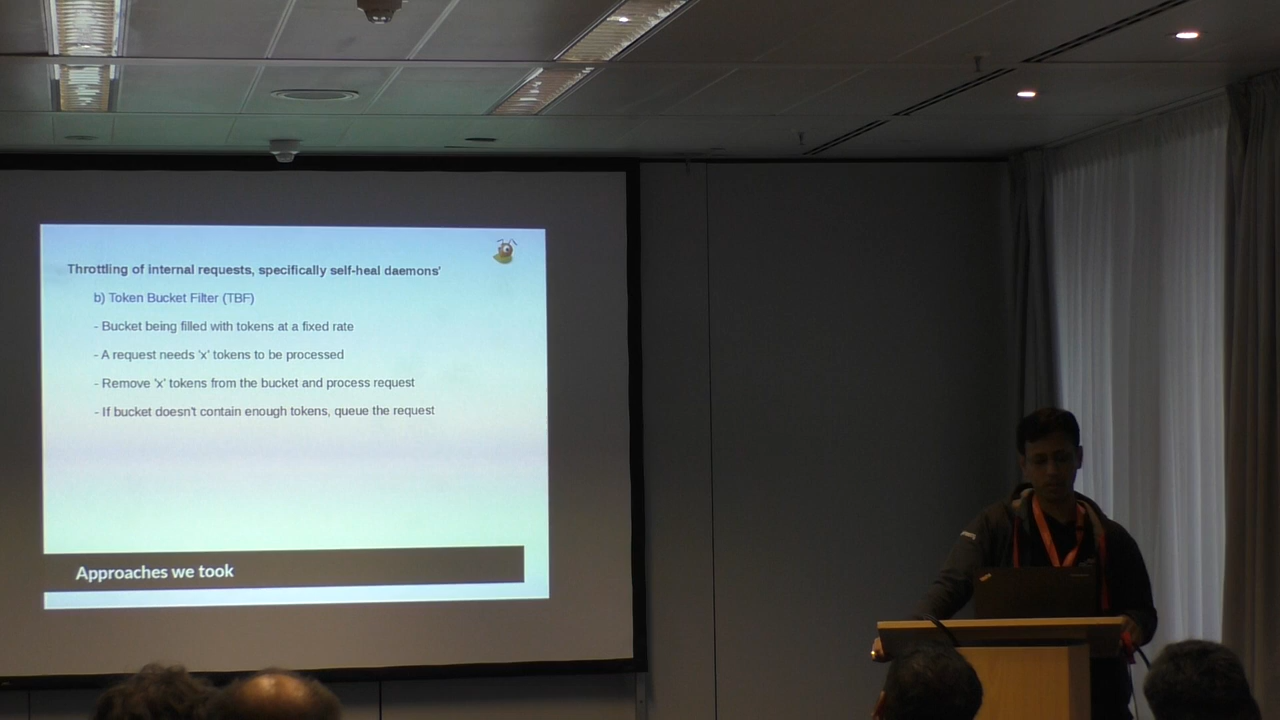 Throttling of internal requests, specifically self-heal daemons'
b) Token Bucket Filter (TBF)
- Bucket being filled with tokens at a fixed rate
- A request needs 'x' tokens to be processed
- Remove 'x' tokens from the bucket and process request
- If bucket doesn't contain enough tokens, queue the request
Approaches we took